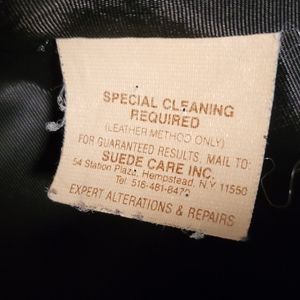 SPECIAL CLEANING
REQUIRED
(LEATHER METHOD ONLY)
FOR GUARANTEED RESULTS, MAIL TO:
SUEDE CARE INC.
54 Station Plaza, Hempstead, N.Y 11550
Tel. 516-481-8470
EXPERT ALTERATIONS & REPAIRS